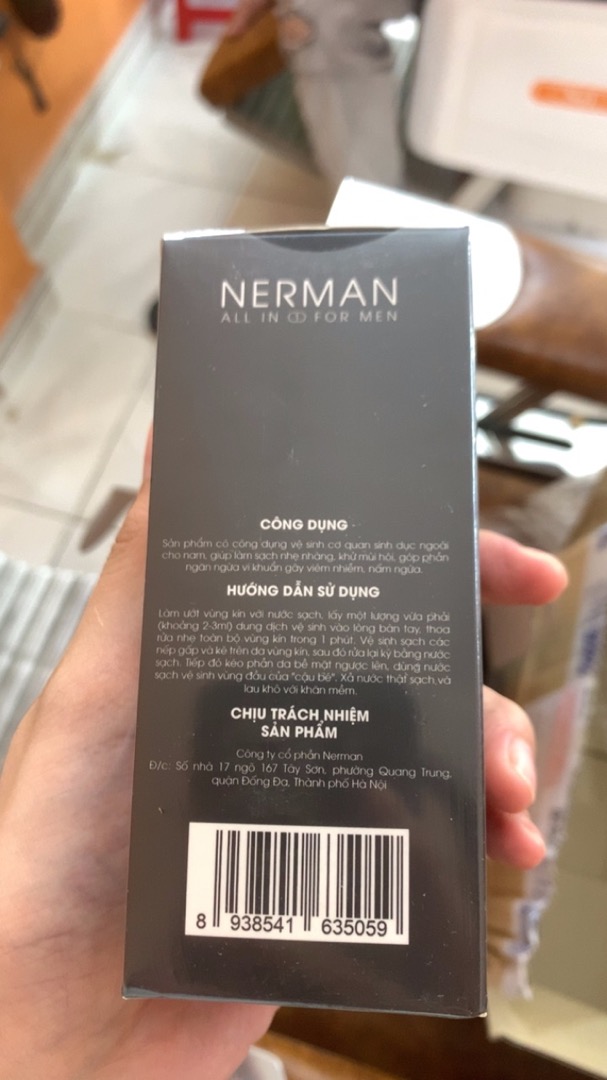 NERMAN
ALL IN FOR MEN
CÔNG DỤNG
Sản phẩm có công dụng vệ sinh cơ quan sinh dục ngoài
cho nam, giúp làm sạch nhẹ nhàng, khử mùi hôi, góp phần
ngăn ngừa vi khuẩn gây viêm nhiễm, nấm ngứa.
HƯỚNG DẪN SỬ DỤNG
Làm ướt vùng kín với nước sạch, lấy một lượng vừa phải
(khoảng 2-3ml) dung dịch vệ sinh vào lòng bàn tay, thoa
rửa nhẹ toàn bộ vùng kín trong 1 phút. Vệ sinh sạch các
nếp gấp và kẽ trên da vùng kín, sau đó rửa lại kỹ bằng nước
sạch. Tiếp đó kéo phần da bề mặt ngược lên, dùng nước
sạch vệ sinh vùng đầu của "cậu bé". Xả nước thật sạch và
lau khô với khăn mềm.
CHỊU TRÁCH NHIỆM
SẢN PHẨM
Công ty cổ phần Nerman
Đ/c: Số nhà 17 ngõ 167 Tây Sơn, phường Quang Trung,
quận Đống Đa, Thành phố Hà Nội
8 938541 635059